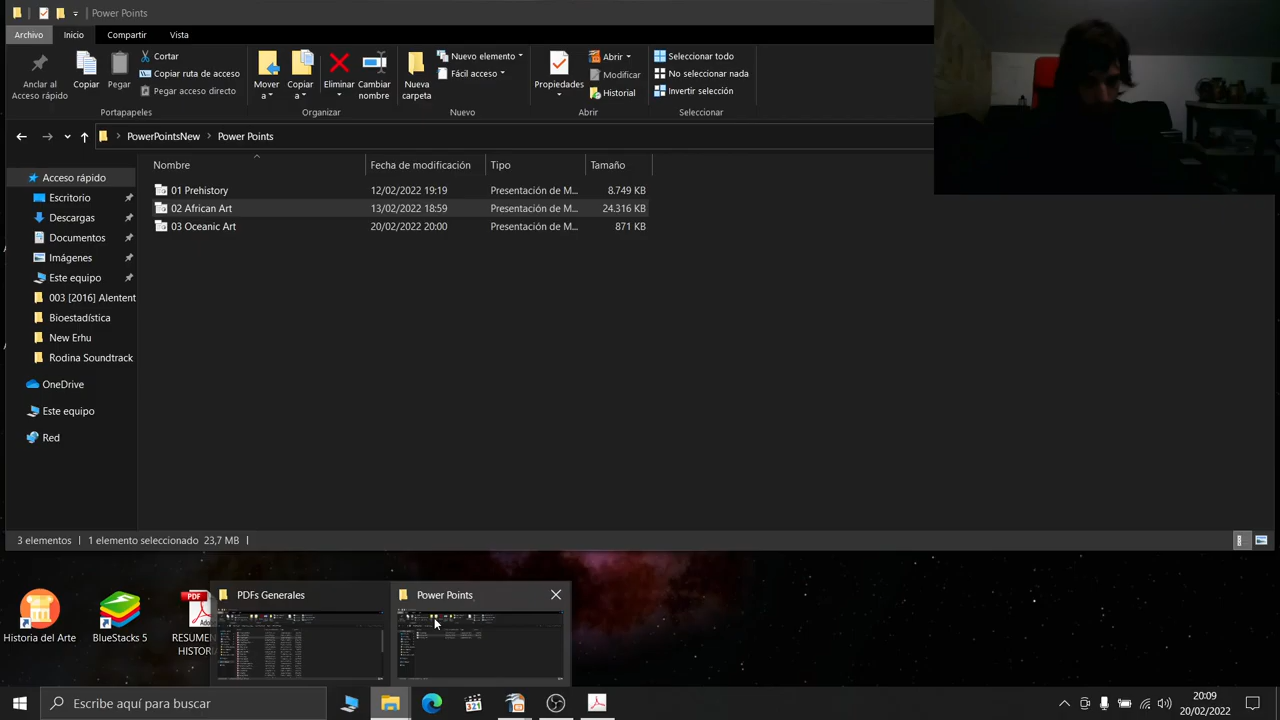 Power Points
Archivo Inicio Compartir Vista
Anclar al Acceso rápido
Copiar
Pegar
Cortar
Copiar ruta de acceso
Pegar acceso directo
Mover a
Copiar a
Eliminar
Cambiar nombre
Nueva carpeta
Nuevo elemento
Fácil acceso
Propiedades
Abrir
Modificar
Historial
Seleccionar todo
No seleccionar nada
Invertir selección
Portapapeles Organizar Nuevo Abrir Seleccionar
PowerPointsNew Power Points
Nombre Fecha de modificación Tipo Tamaño
01 Prehistory 12/02/2022 19:19 Presentación de M... 8.749 KB
02 African Art 13/02/2022 18:59 Presentación de M... 24.316 KB
03 Oceanic Art 20/02/2022 20:00 Presentación de M... 871 KB
Acceso rápido
Escritorio
Descargas
Documentos
Imágenes
Este equipo
003 [2016] Alentent
Bioestadística
New Erhu
Rodina Soundtrack
OneDrive
Este equipo
Red
3 elementos 1 elemento seleccionado 23,7 MB
PDFs Generales
Power Points
Historia del Arte
BlueStacks 5
PDF
RESUME
HISTOR
Escribe aquí para buscar
321
20:09
20/02/2022